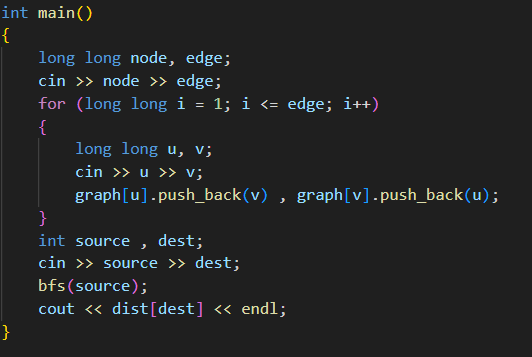 int main()
{
    long long node, edge;
    cin >> node >> edge;
    for (long long i = 1; i <= edge; i++)
    {
        long long u, v;
        cin >> u >> v;
        graph[u].push_back(v) , graph[v].push_back(u);
    }
    int source , dest;
    cin >> source >> dest;
    bfs(source);
    cout << dist[dest] << endl;
}